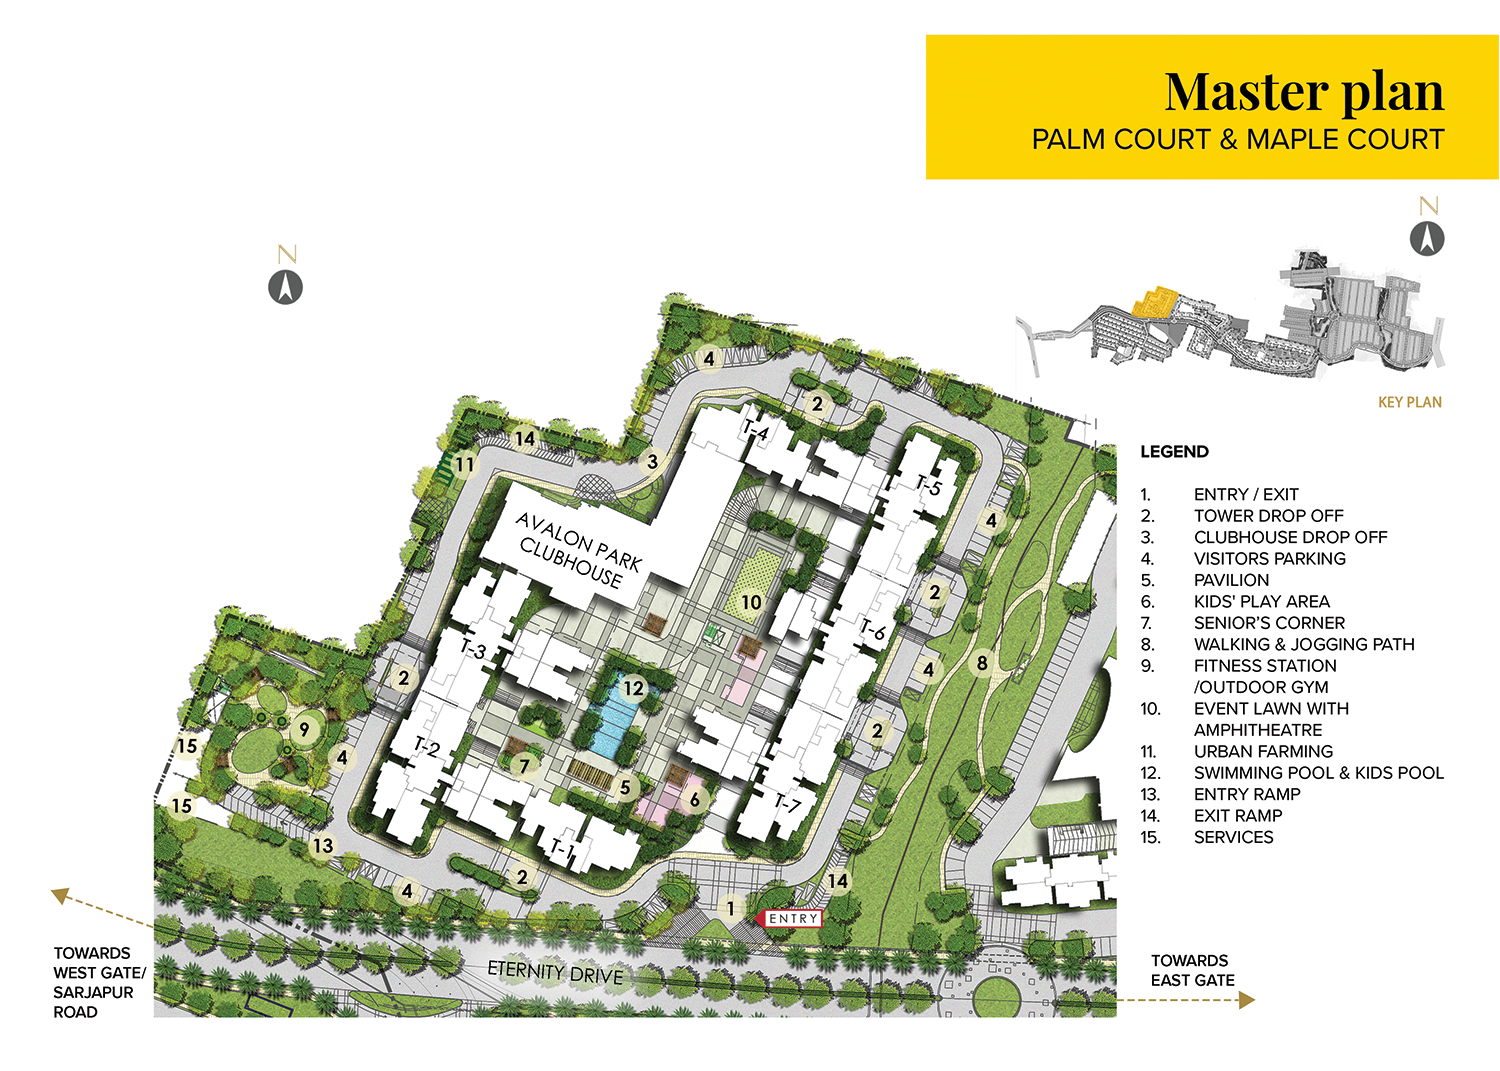 Master plan
PALM COURT & MAPLE COURT
N
N
KEY PLAN
LEGEND
1. ENTRY / EXIT
2. TOWER DROP OFF
3. CLUBHOUSE DROP OFF
4. VISITORS PARKING
5. PAVILION
6. KIDS' PLAY AREA
7. SENIOR'S CORNER
8. WALKING & JOGGING PATH
9. FITNESS STATION
/OUTDOOR GYM
10. EVENT LAWN WITH
AMPHITHEATRE
11. URBAN FARMING
12. SWIMMING POOL & KIDS POOL
13. ENTRY RAMP
14. EXIT RAMP
15. SERVICES
4
2
T-4
14
11
3
T-5
4
AVALON PARK
CLUBHOUSE
2
10
T-6
T-3
4
8
2
12
9
15
T-2
4
2
7
5
6
T-7
15
13
T-1
2
4
14
1
ENTRY
ETERNITY DRIVE
TOWARDS
WEST GATE/
SARJAPUR
ROAD
TOWARDS
EAST GATE